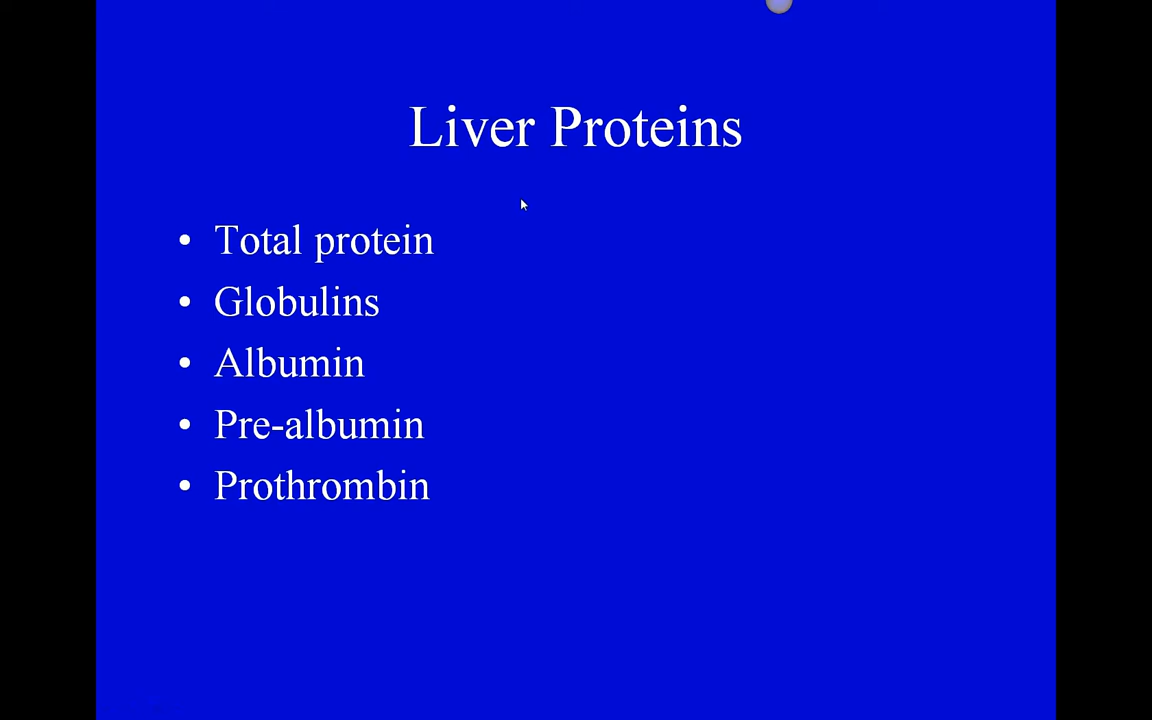 Liver Proteins
• Total protein
• Globulins
• Albumin
• Pre-albumin
• Prothrombin